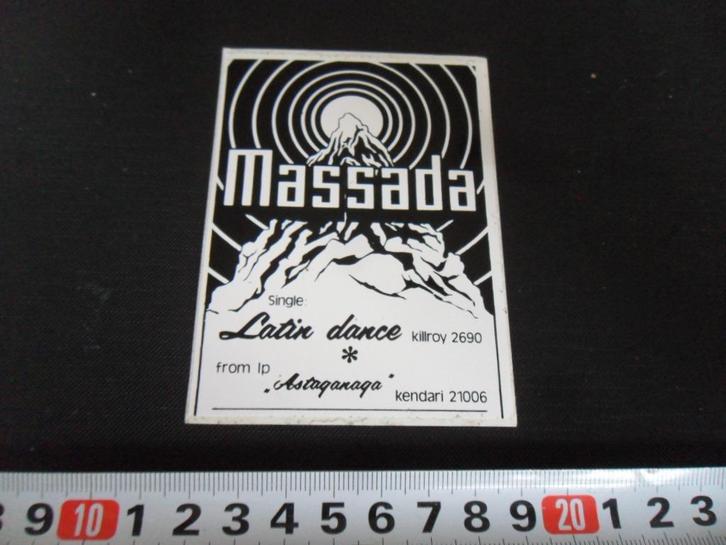 Massada
Single:
Latin dance killroy 2690
*
from lp
„Astaganaga" kendari 21006
9 10 1 2 3 4 5 6 7 8 9 20 1 2 3